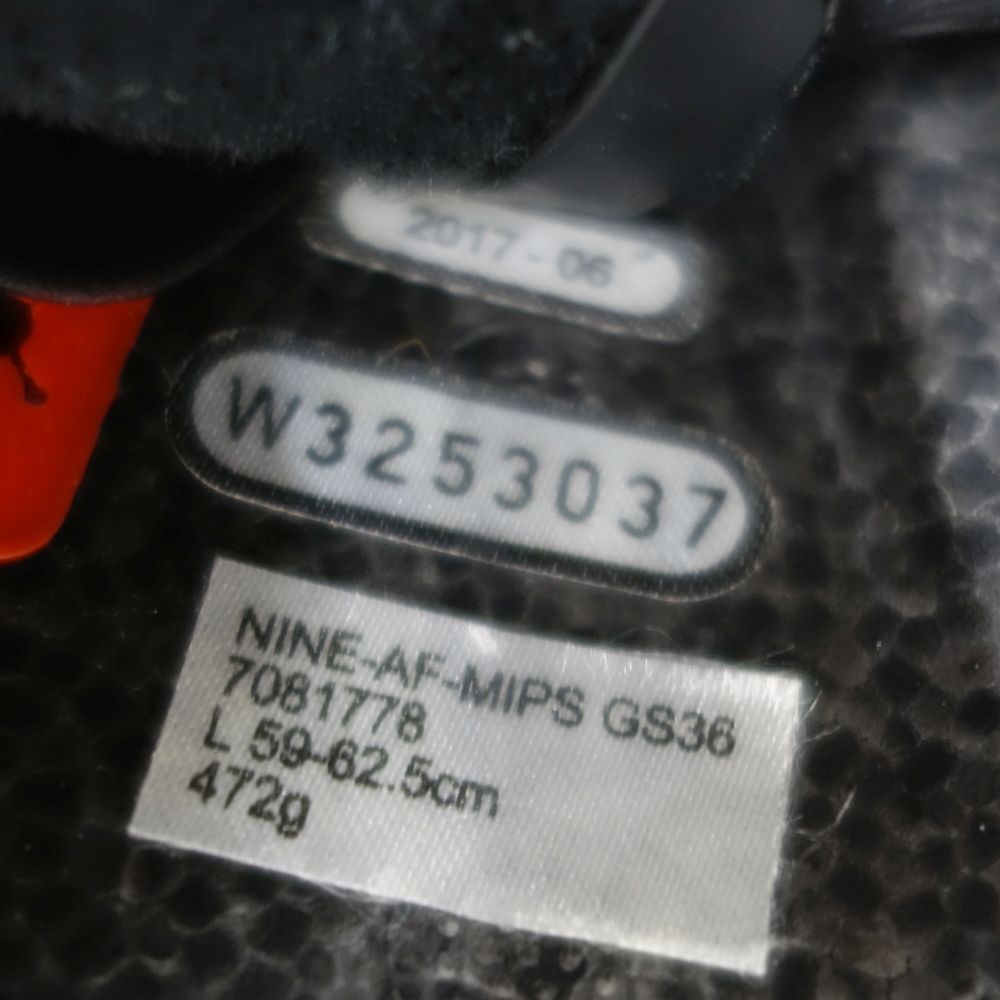 2017-06
W3253037
NINE-AF-MIPS GS36
7081778
L 59-62.5cm
472g